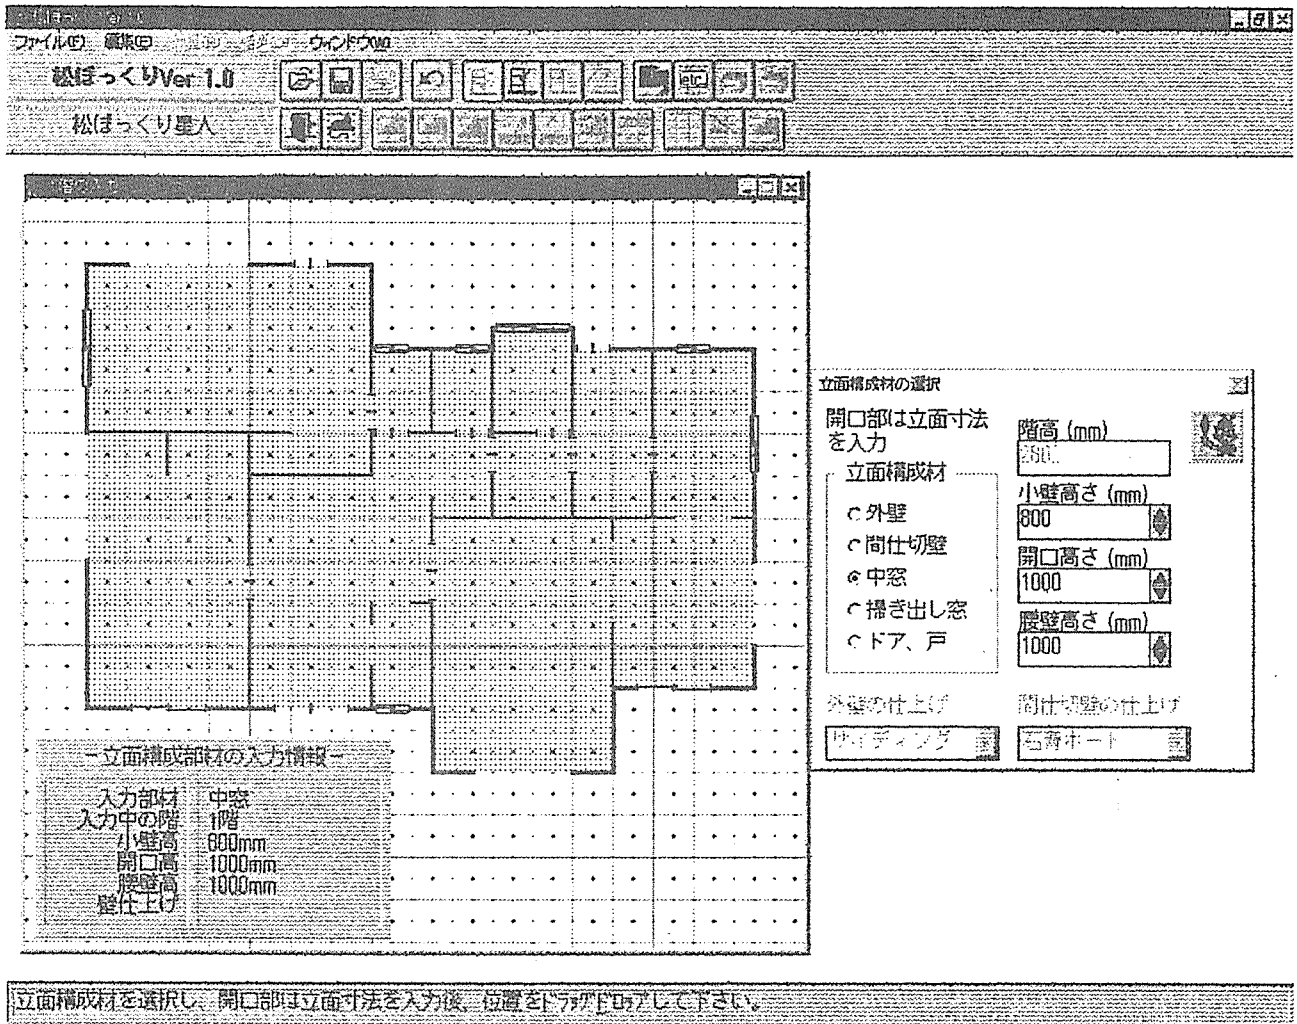 ファイル(F) 編集(E) ウィンドウ(W)
松ぼっくりVer 1.0
etc
松ぼっくり星人
立面構成材の選択
開口部は立面寸法
を入力
立面構成材
外壁
間仕切壁
中窓
掃き出し窓
ドア、戸
階高 (mm)
小壁高さ (mm)
800
開口高さ (mm)
1000
腰壁高さ (mm)
1000
外壁の仕上げ
サイディング
間仕切壁の仕上げ
石膏ボード
－立面構成部材の入力情報－
入力部材 中窓
入力中の階 1階
小壁高 800mm
開口高 1000mm
腰壁高 1000mm
壁仕上げ
立面構成材を選択し、開口部は立面寸法を入力後、位置をドラッグドロップして下さい。